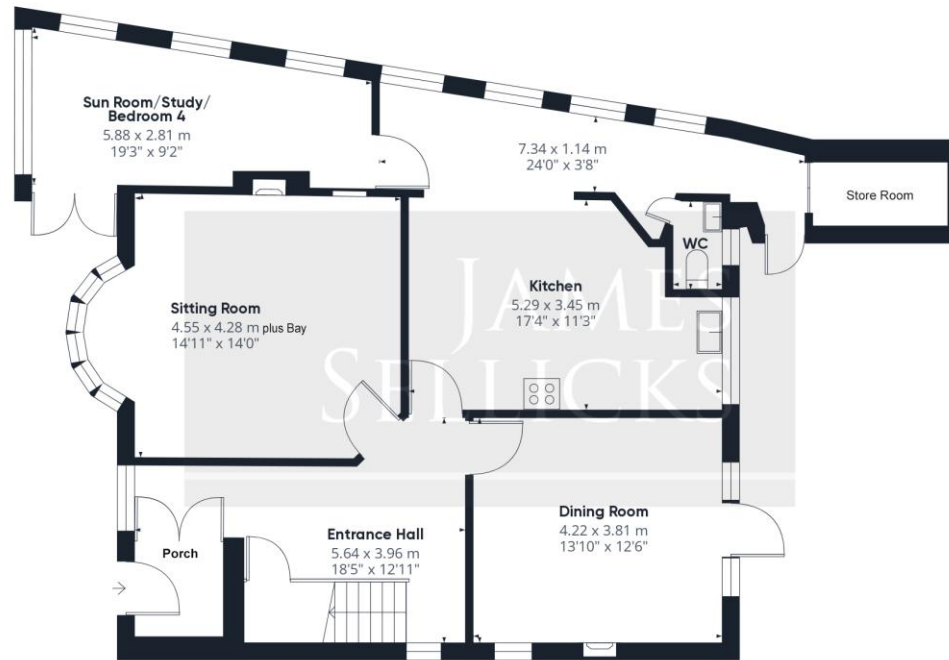 Sun Room/Study/
Bedroom 4
5.88 x 2.81 m
19'3" x 9'2"
7.34 x 1.14 m
24'0" x 3'8"
Store Room
WC
Sitting Room
4.55 x 4.28 m plus Bay
14'11" x 14'0"
Kitchen
5.29 x 3.45 m
17'4" x 11'3"
JAMES
SELLICKS
Dining Room
4.22 x 3.81 m
13'10" x 12'6"
Entrance Hall
5.64 x 3.96 m
18'5" x 12'11"
Porch